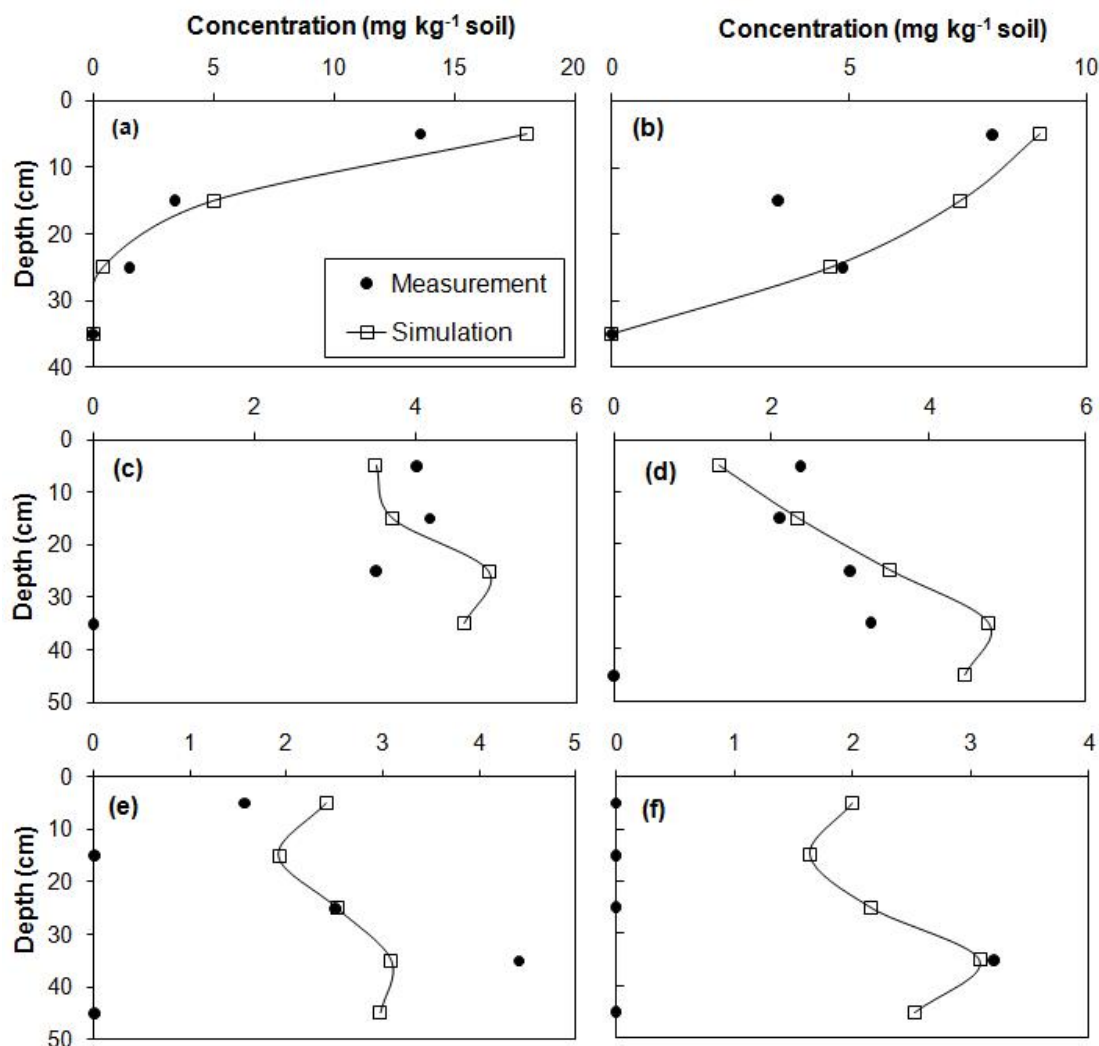 Concentration (mg kg⁻¹ soil)
Concentration (mg kg⁻¹ soil)
0 5 10 15 20
0 5 10
0
10
20
30
40
Depth (cm)
(a)
(b)
Measurement
Simulation
0 2 4 6
0 2 4 6
0
10
20
30
40
50
Depth (cm)
(c)
(d)
0 1 2 3 4 5
0 1 2 3 4
0
10
20
30
40
50
Depth (cm)
(e)
(f)